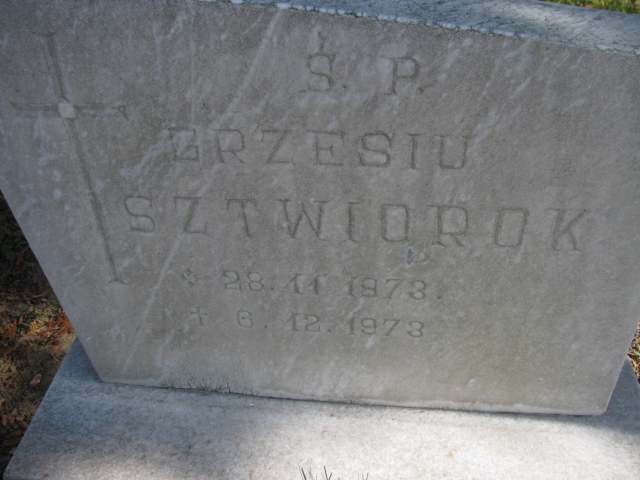 Ś. P.
GRZESIU
SZTWIOROK
* 28. 11 1973.
† 6. 12. 1973